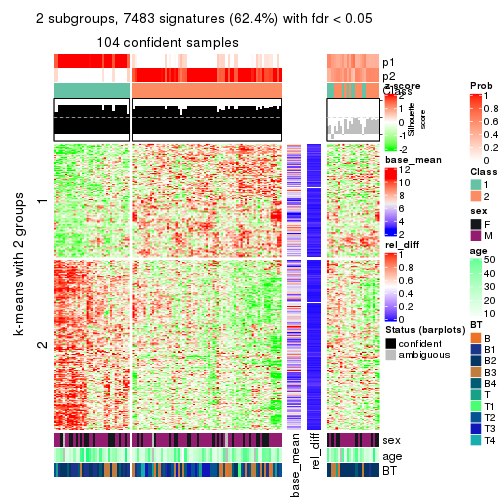 2 subgroups, 7483 signatures (62.4%) with fdr < 0.05
104 confident samples
p1
p2
Class
Silhouette
score
1
2
k-means with 2 groups
base_mean
rel_diff
sex
age
BT
z-score
2
1
0
-1
-2
base_mean
12
10
8
6
4
2
rel_diff
1
0.8
0.6
0.4
0.2
0
Status (barplots)
confident
ambiguous
Prob
1
0.8
0.6
0.4
0.2
0
Class
1
2
sex
F
M
age
50
40
30
20
10
BT
B
B1
B2
B3
B4
T
T1
T2
T3
T4